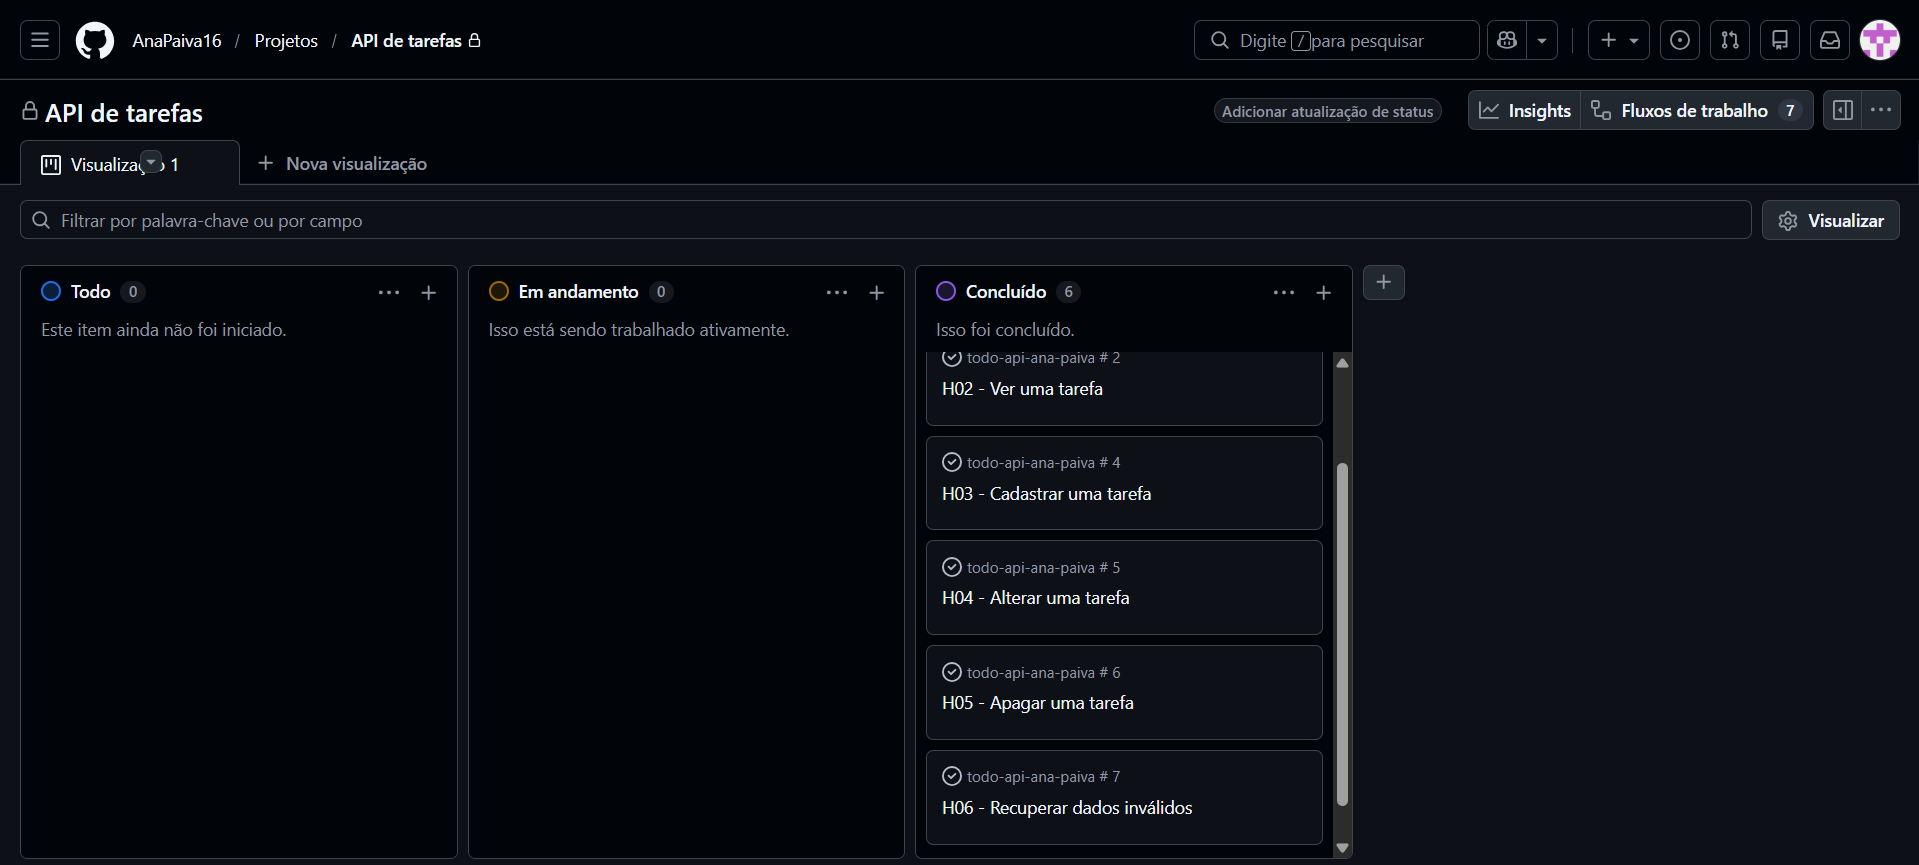 AnaPaiva16 / Projetos / API de tarefas
Digite / para pesquisar
API de tarefas
Adicionar atualização de status
Insights
Fluxos de trabalho 7
Visualização 1
Nova visualização
Filtrar por palavra-chave ou por campo
Visualizar
Todo 0
Este item ainda não foi iniciado.
Em andamento 0
Isso está sendo trabalhado ativamente.
Concluído 6
Isso foi concluído.
todo-api-ana-paiva # 2
H02 - Ver uma tarefa
todo-api-ana-paiva # 4
H03 - Cadastrar uma tarefa
todo-api-ana-paiva # 5
H04 - Alterar uma tarefa
todo-api-ana-paiva # 6
H05 - Apagar uma tarefa
todo-api-ana-paiva # 7
H06 - Recuperar dados inválidos